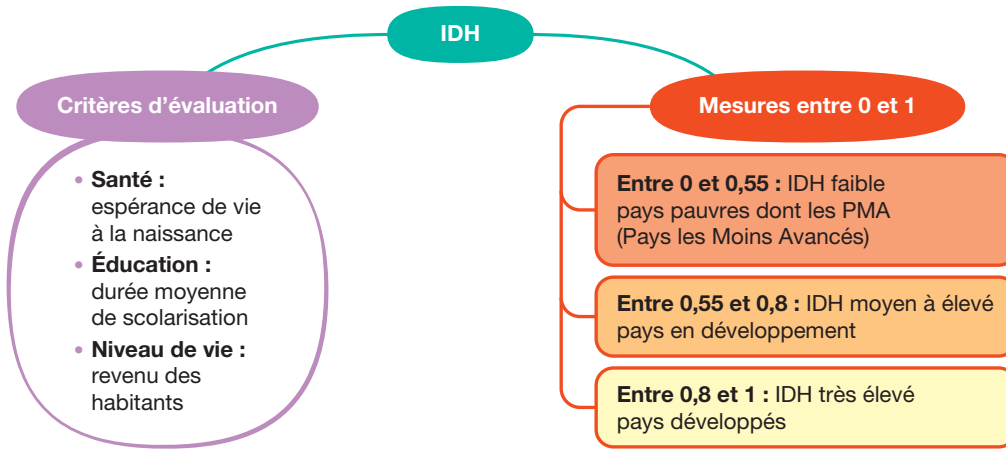 IDH
Critères d'évaluation
• Santé :
espérance de vie
à la naissance
• Éducation :
durée moyenne
de scolarisation
• Niveau de vie :
revenu des
habitants
Mesures entre 0 et 1
Entre 0 et 0,55 : IDH faible
pays pauvres dont les PMA
(Pays les Moins Avancés)
Entre 0,55 et 0,8 : IDH moyen à élevé
pays en développement
Entre 0,8 et 1 : IDH très élevé
pays développés